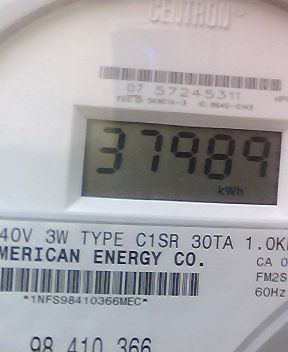 CENTRON®
07 57245311
37989
kWh
40V 3W TYPE C1SR 30TA 1.0K
MERICAN ENERGY CO.
CA 0
FM2S
*1NFS98410366MEC*
60Hz
98 410 366